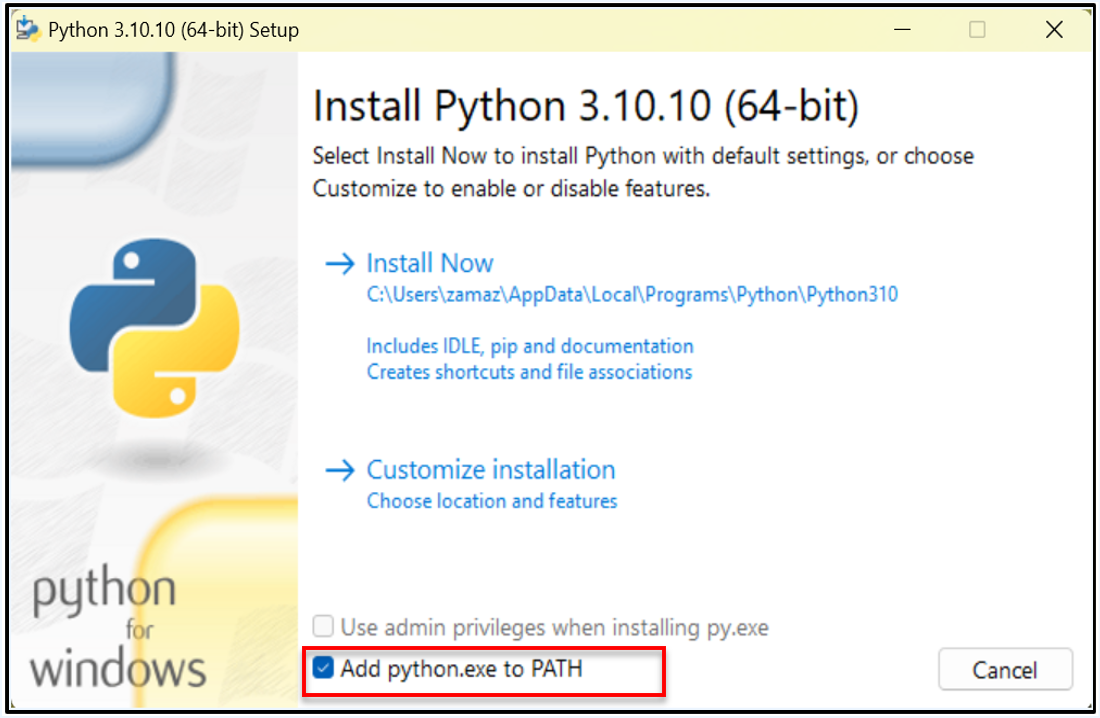 Python 3.10.10 (64-bit) Setup
Install Python 3.10.10 (64-bit)
Select Install Now to install Python with default settings, or choose
Customize to enable or disable features.
Install Now
C:\Users\zamaz\AppData\Local\Programs\Python\Python310
Includes IDLE, pip and documentation
Creates shortcuts and file associations
Customize installation
Choose location and features
python
for
windows
Use admin privileges when installing py.exe
Add python.exe to PATH
Cancel